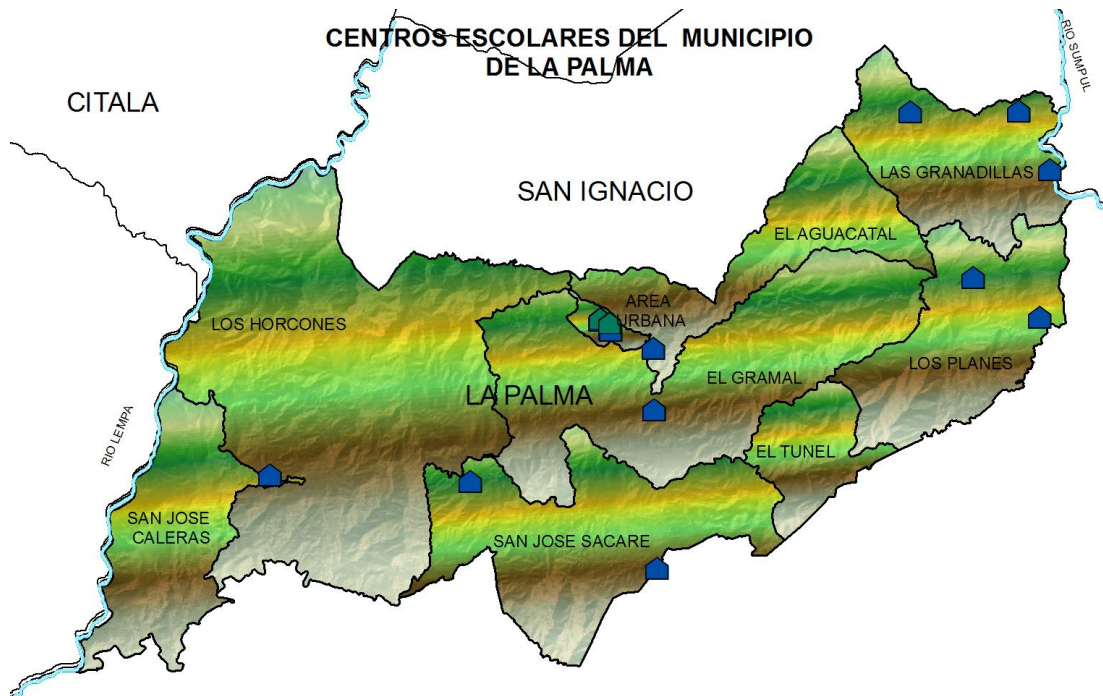 CENTROS ESCOLARES DEL MUNICIPIO
DE LA PALMA
RIO SUMPUL
CITALA
LAS GRANADILLAS
SAN IGNACIO
EL AGUACATAL
AREA
URBANA
LOS HORCONES
LOS PLANES
EL GRAMAL
LA PALMA
RIO LEMPA
EL TUNEL
SAN JOSE
CALERAS
SAN JOSE SACARE